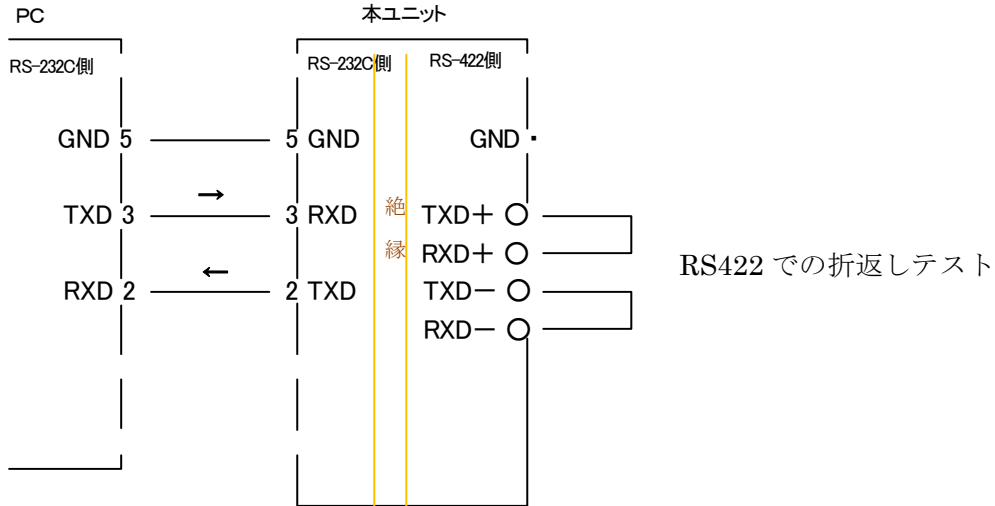 PC 本ユニット
RS-232C側 RS-232C側 RS-422側
GND 5 5 GND GND
→
TXD 3 3 RXD 絶 TXD+
縁 RXD+
RS422 での折返しテスト
←
RXD 2 2 TXD TXD−
RXD−